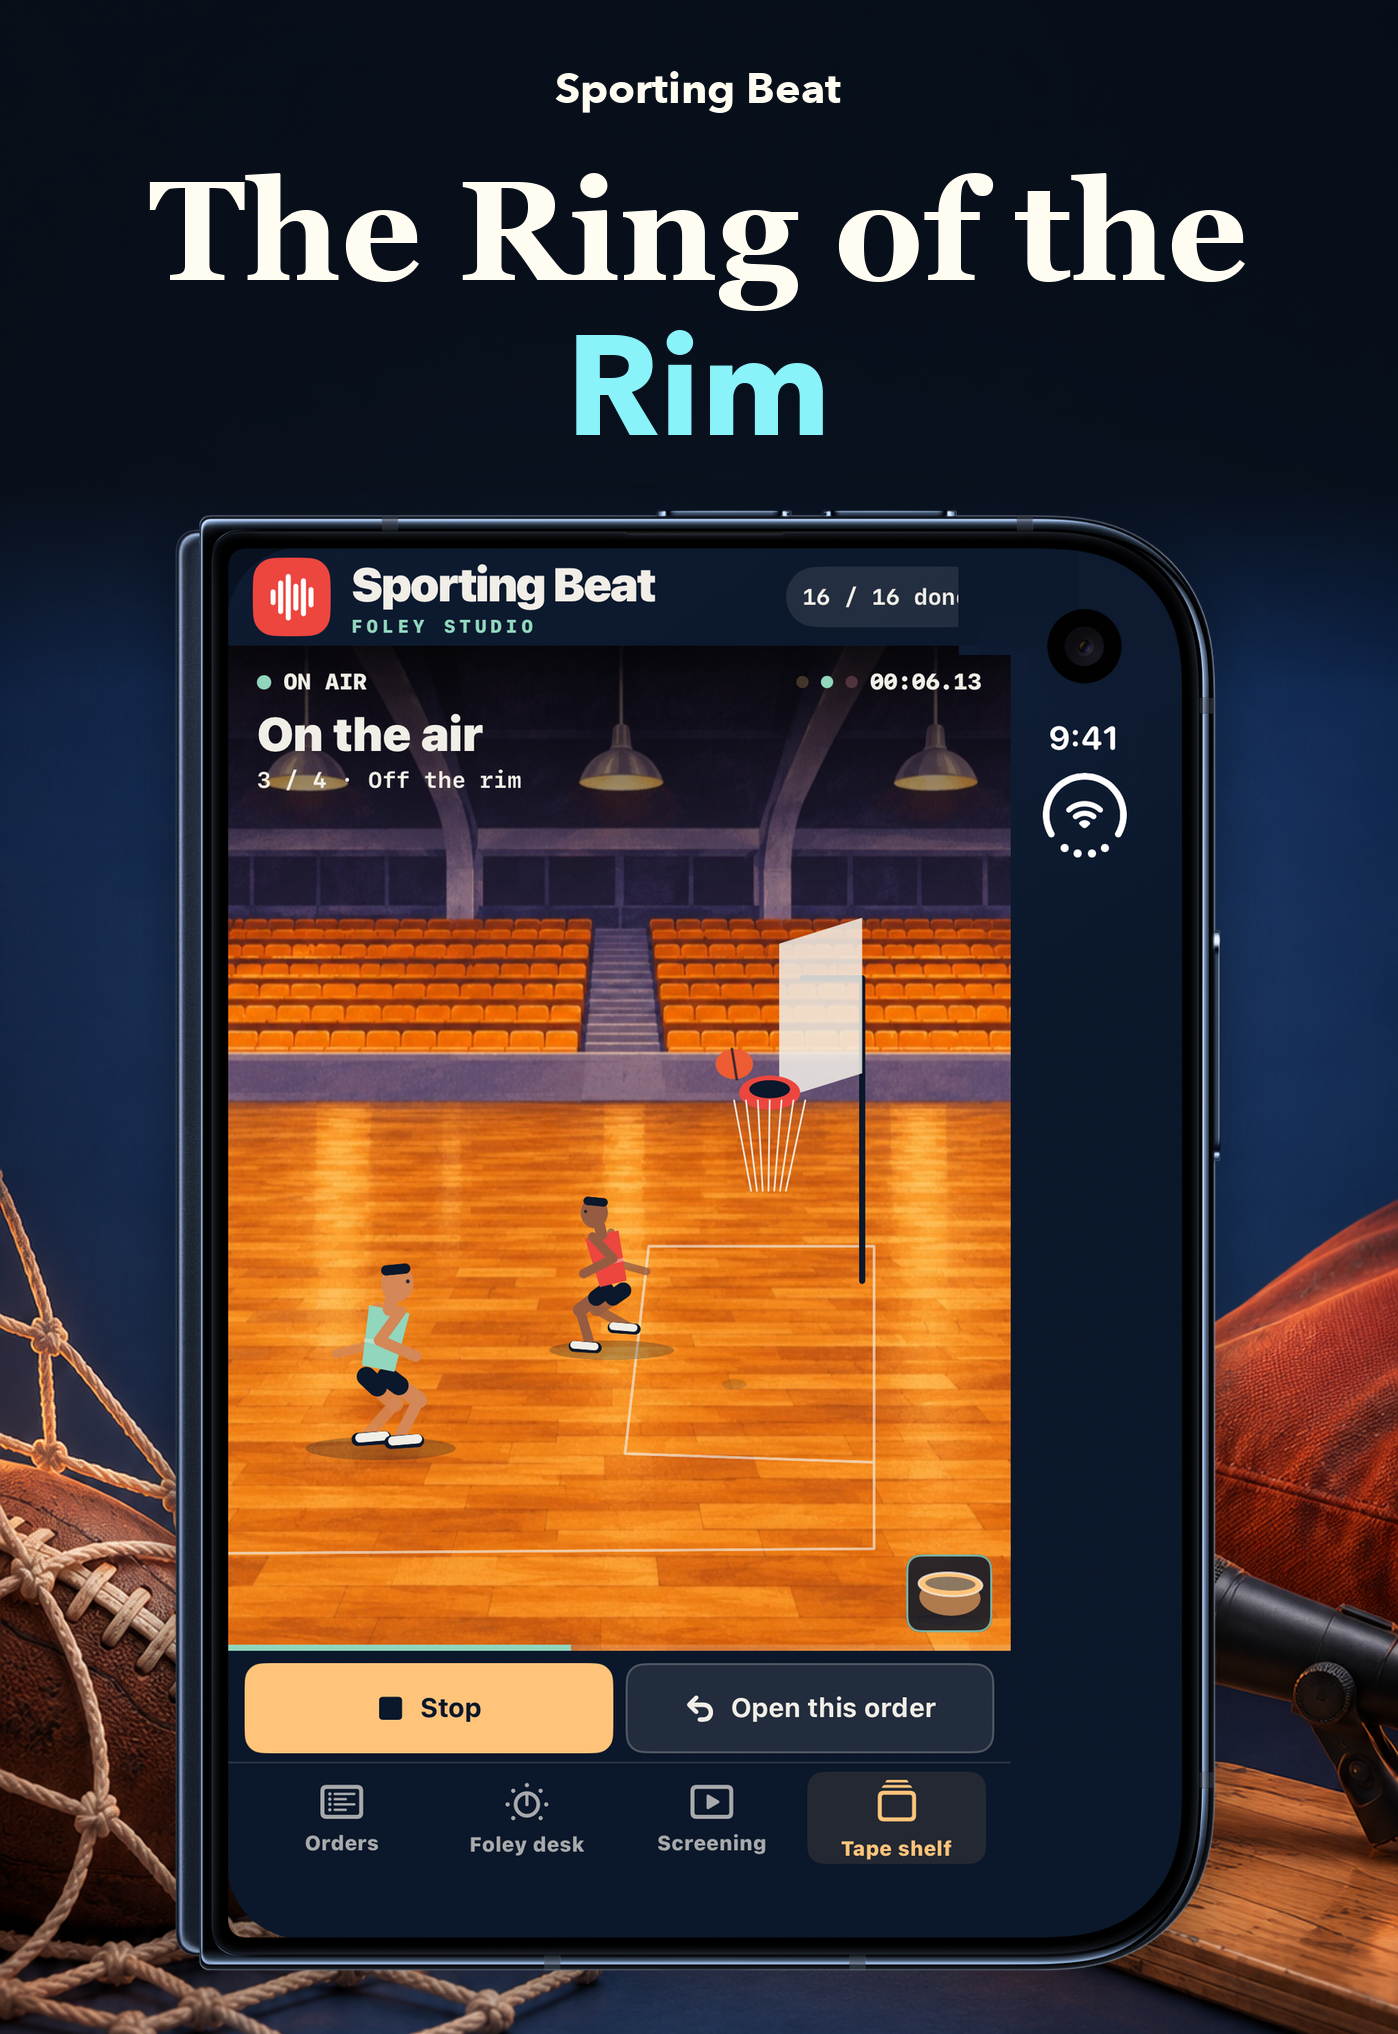 Sporting Beat
The Ring of the
Rim
Sporting Beat
FOLEY STUDIO
16 / 16 don
ON AIR
00:06.13
On the air
3 / 4 · Off the rim
9:41
Stop
Open this order
Orders
Foley desk
Screening
Tape shelf